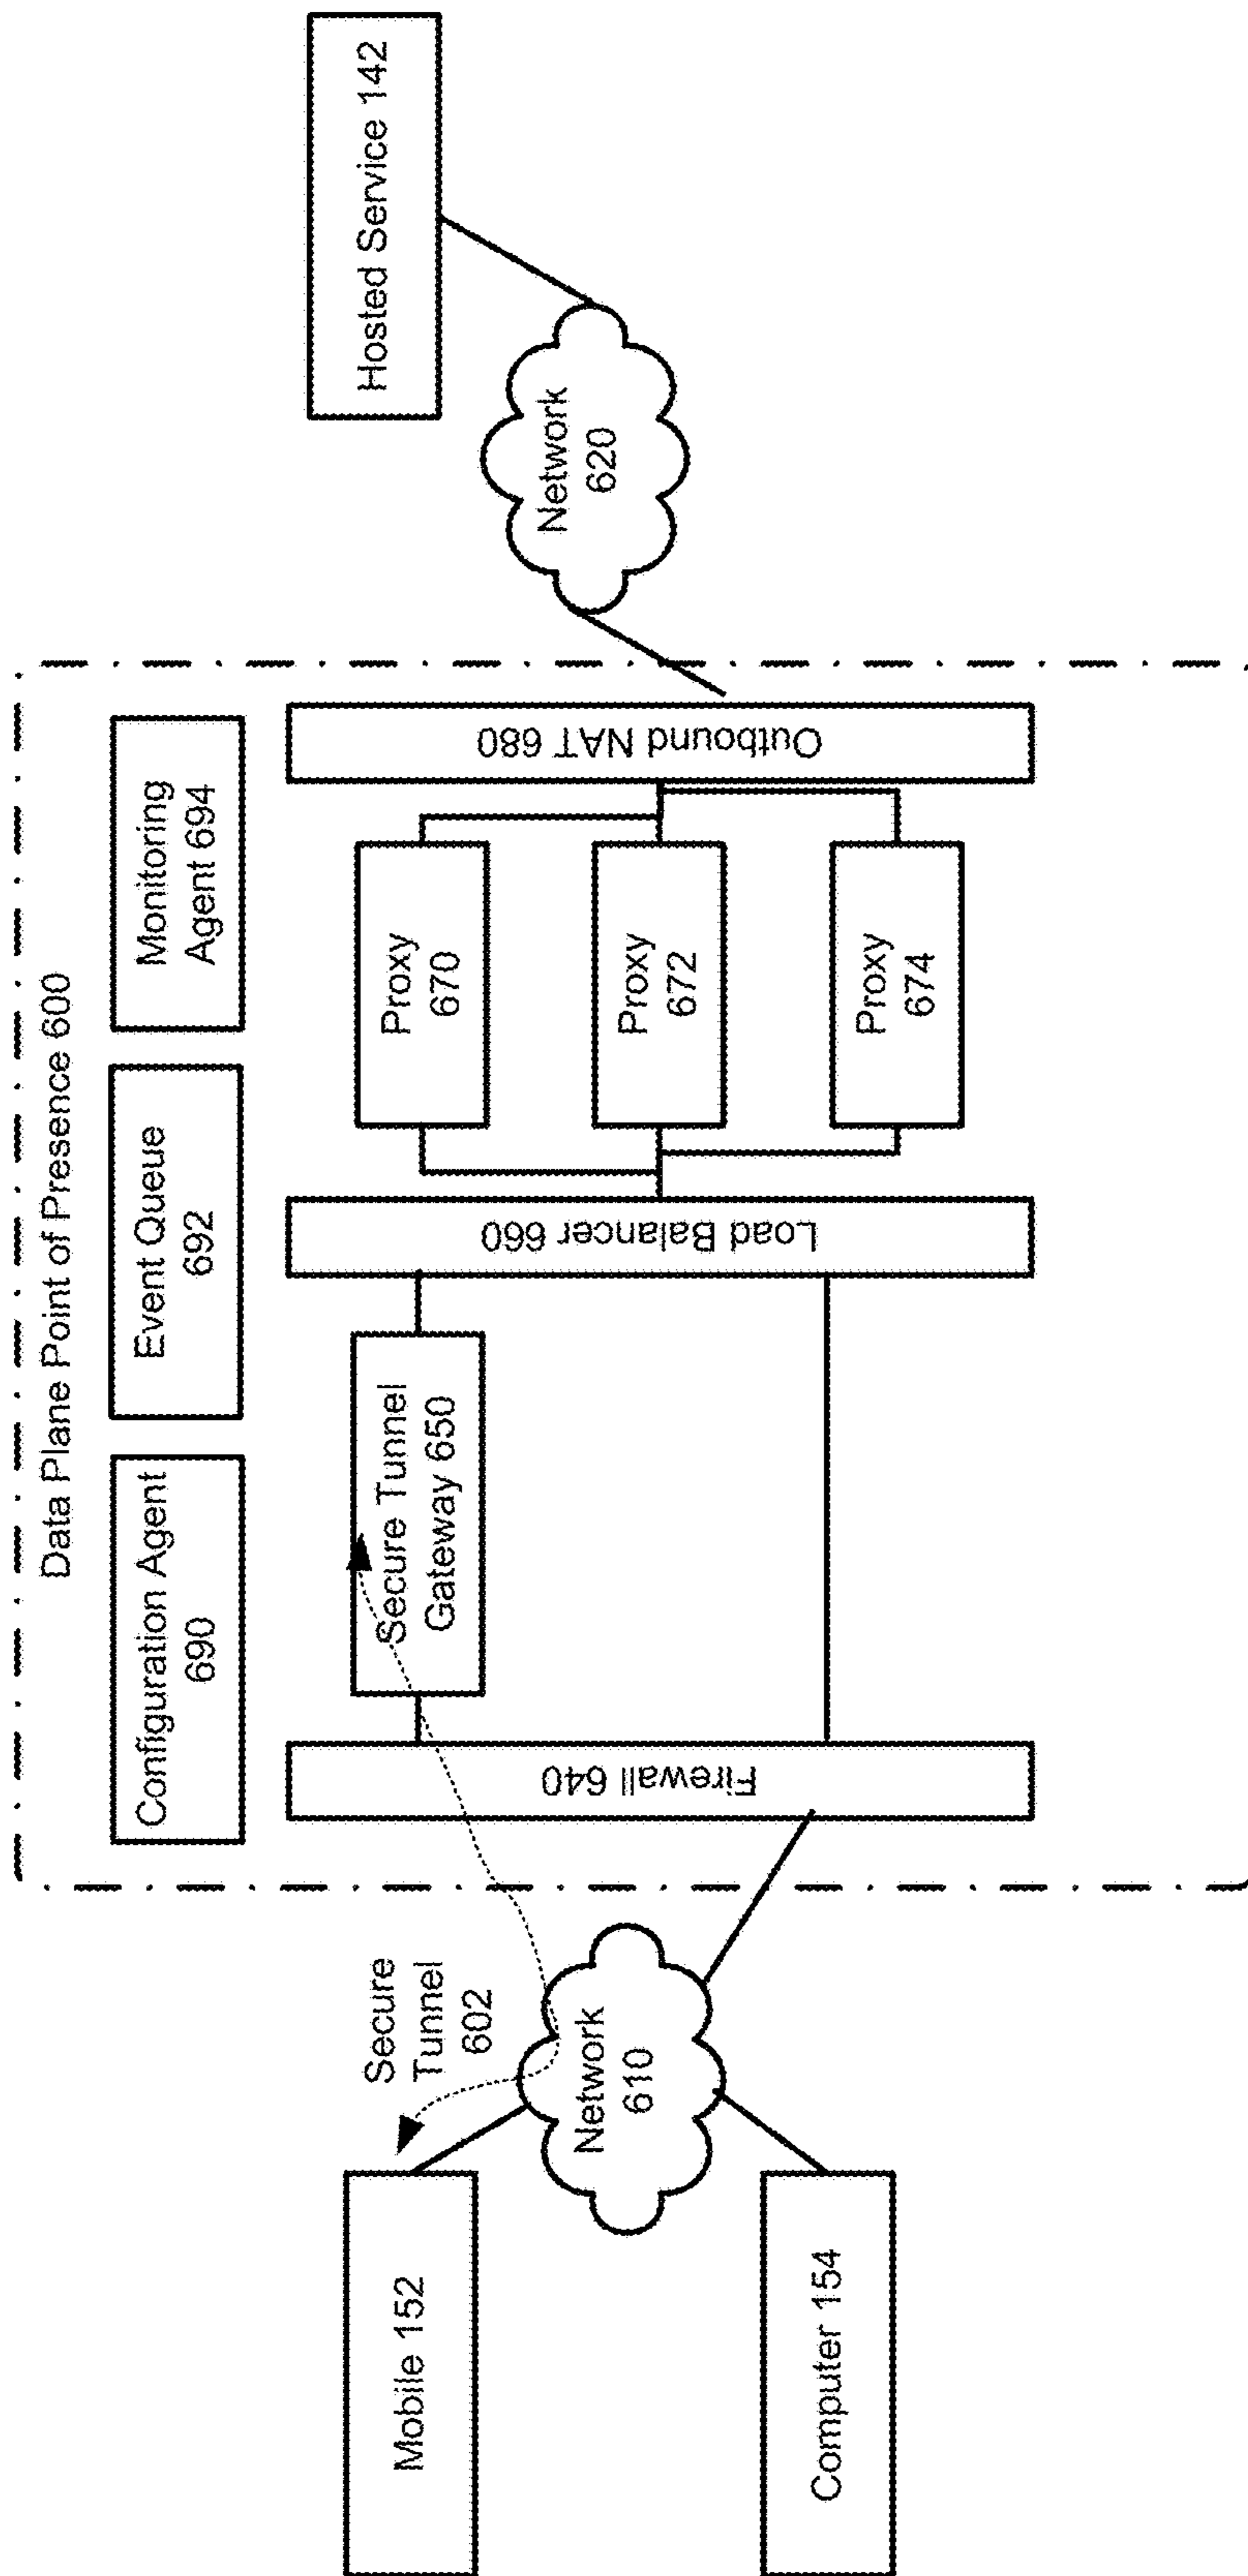 Data Plane Point of Presence 600
Configuration Agent
690
Event Queue
692
Monitoring
Agent 694
Hosted Service 142
Secure
Tunnel
602
Mobile 152
Network
610
Computer 154
Firewall 640
Secure Tunnel
Gateway 650
Load Balancer 660
Proxy
670
Proxy
672
Proxy
674
Outbound NAT 680
Network
620